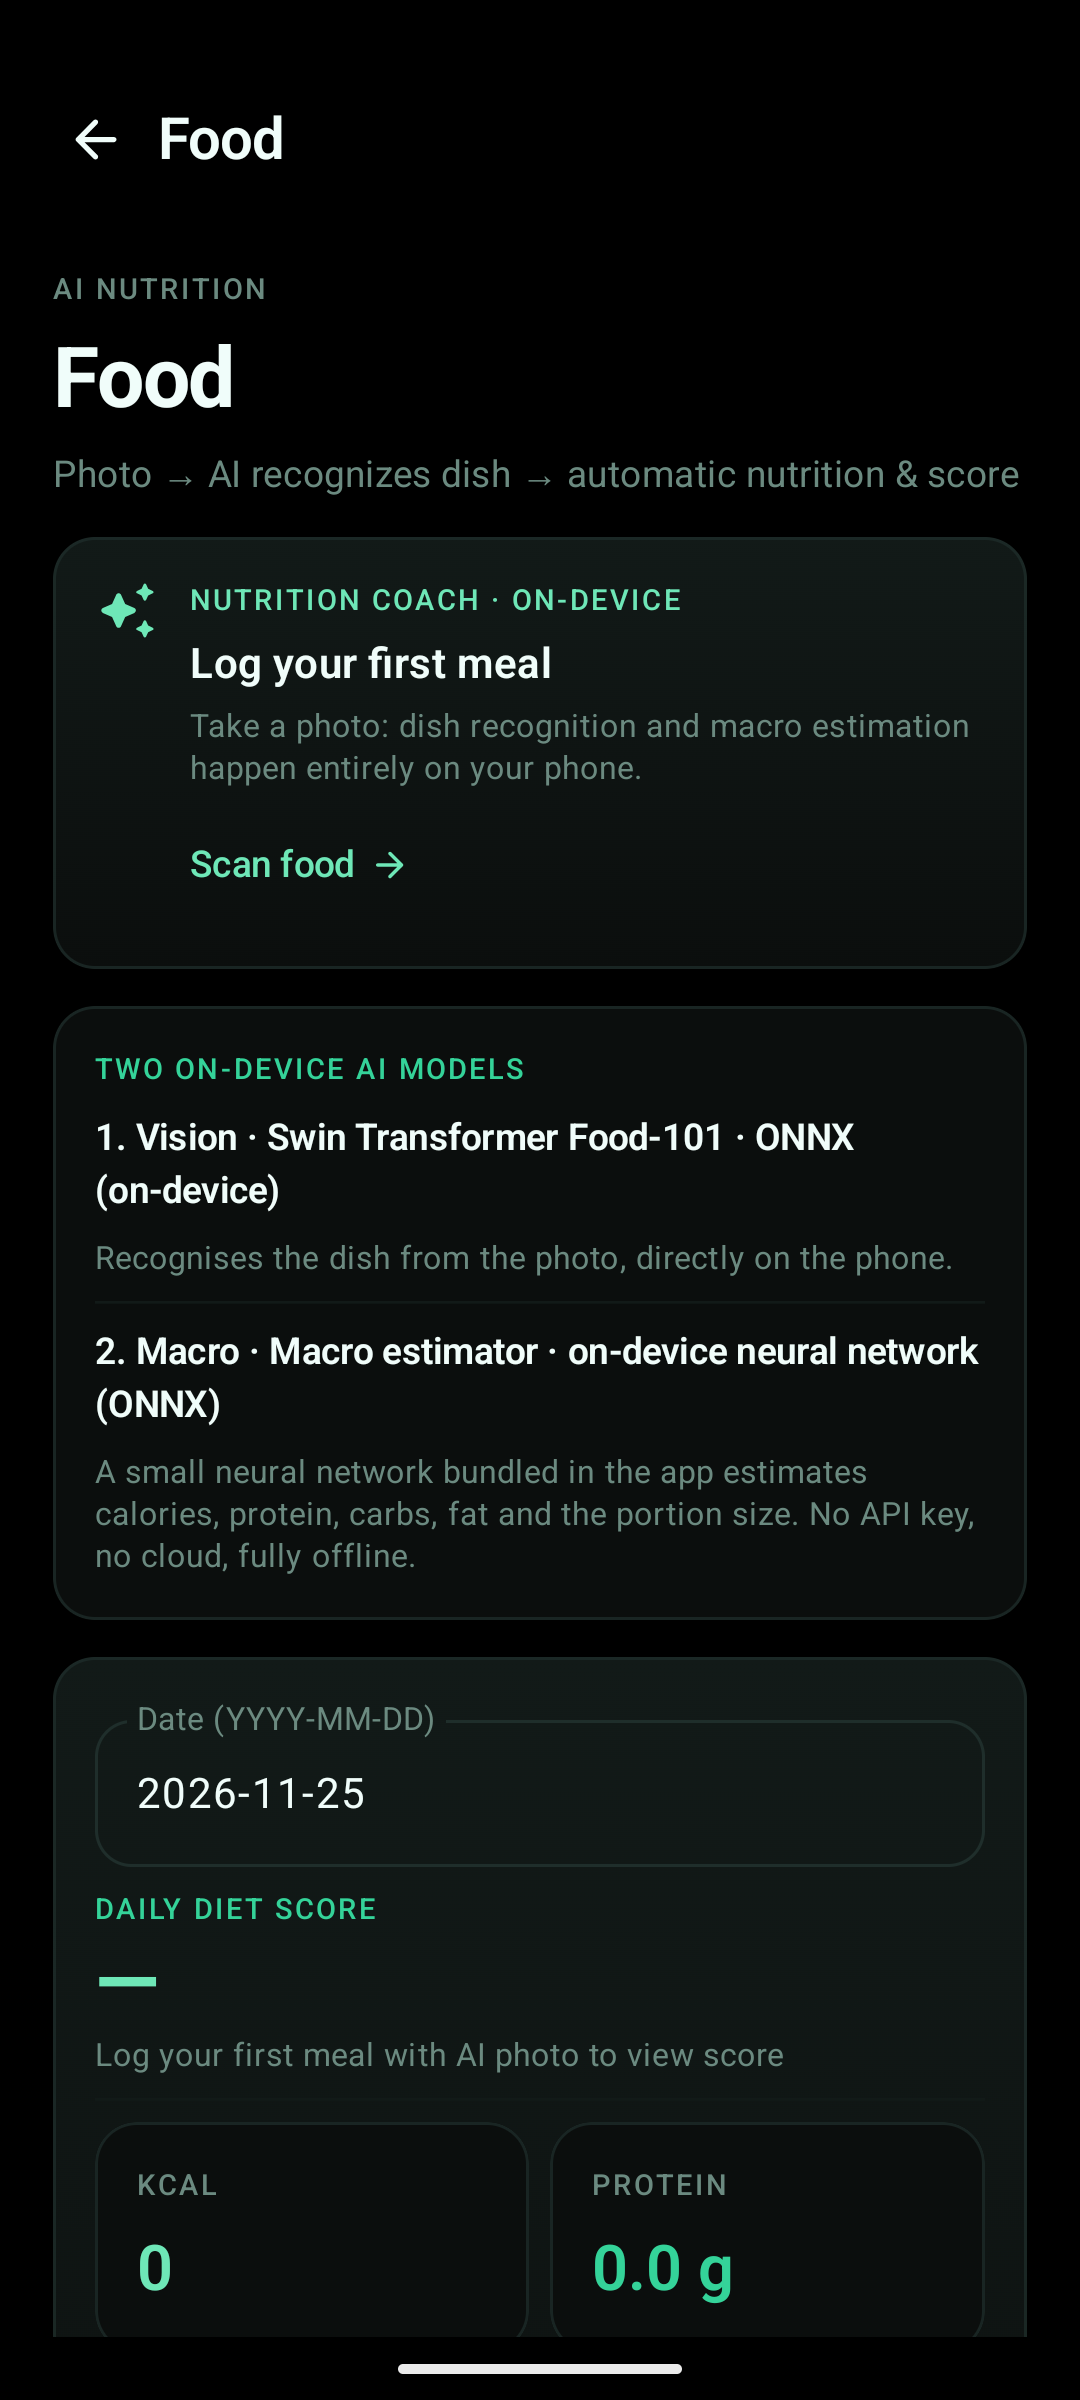 Food
AI NUTRITION
Food
Photo → AI recognizes dish → automatic nutrition & score
NUTRITION COACH · ON-DEVICE
Log your first meal
Take a photo: dish recognition and macro estimation
happen entirely on your phone.
Scan food →
TWO ON-DEVICE AI MODELS
1. Vision · Swin Transformer Food-101 · ONNX
(on-device)
Recognises the dish from the photo, directly on the phone.
2. Macro · Macro estimator · on-device neural network
(ONNX)
A small neural network bundled in the app estimates
calories, protein, carbs, fat and the portion size. No API key,
no cloud, fully offline.
Date (YYYY-MM-DD)
2026-11-25
DAILY DIET SCORE
—
Log your first meal with AI photo to view score
KCAL
0
PROTEIN
0.0 g